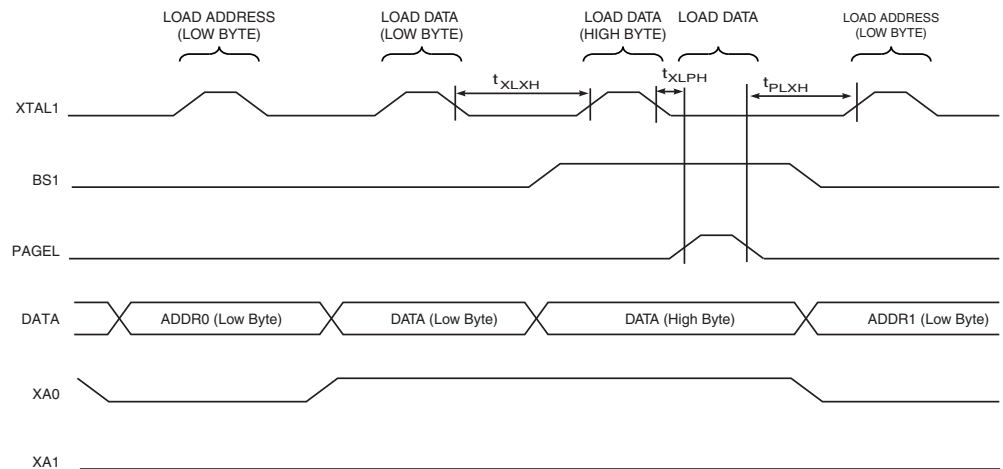 LOAD ADDRESS
(LOW BYTE)
LOAD DATA
(LOW BYTE)
LOAD DATA
(HIGH BYTE)
LOAD DATA
LOAD ADDRESS
(LOW BYTE)
XTAL1
tXLXH
tXLPH
tPLXH
BS1
PAGEL
DATA
ADDR0 (Low Byte)
DATA (Low Byte)
DATA (High Byte)
ADDR1 (Low Byte)
XA0
XA1